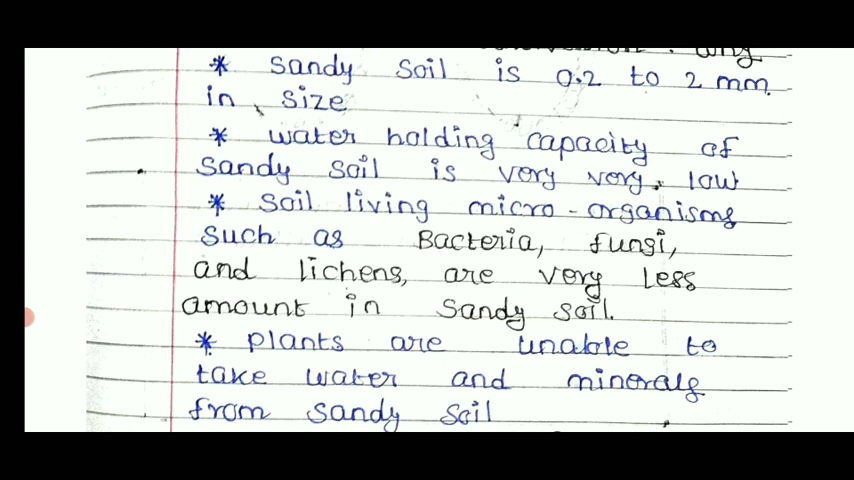 why
* Sandy soil is 0.2 to 2 mm.
in size
* water holding capacity of
sandy soil is very very low
* soil living micro-organisms
such as Bacteria, fungi,
and lichens, are very less
amount in sandy soil.
* plants are unable to
take water and minerals
from sandy soil